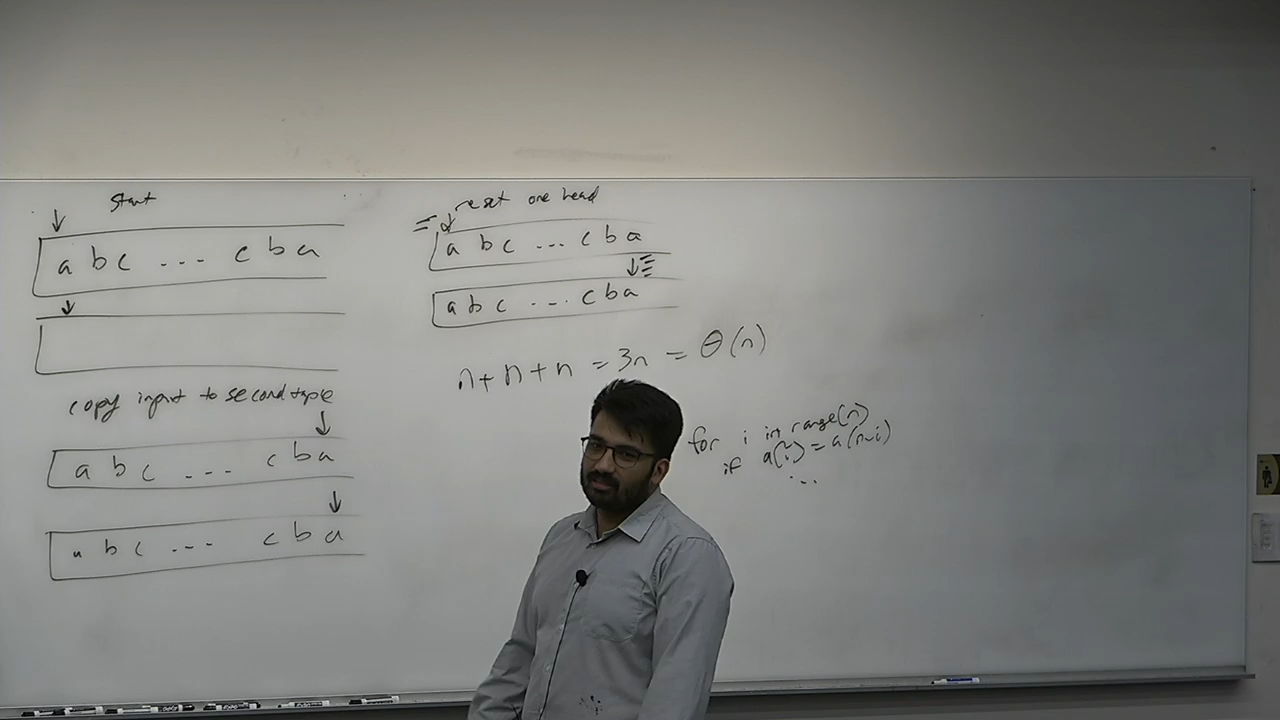 start
a b c ... c b a
copy input to second tape
a b c ... c b a
a b c ... c b a
reset one head
a b c ... c b a
a b c ... c b a
n + n + n = 3n = Θ(n)
for i in range(n)
if a(i) = a(n-i)
...